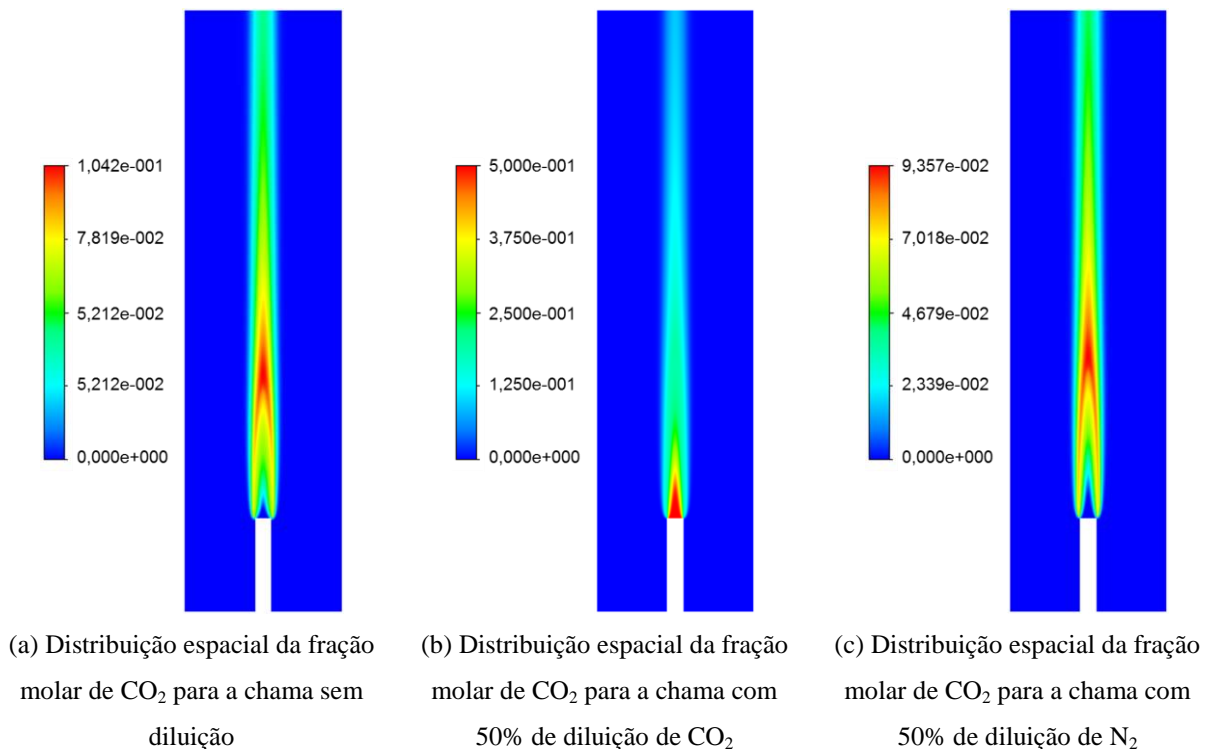 1,042e-001
7,819e-002
5,212e-002
5,212e-002
0,000e+000
5,000e-001
3,750e-001
2,500e-001
1,250e-001
0,000e+000
9,357e-002
7,018e-002
4,679e-002
2,339e-002
0,000e+000
(a) Distribuição espacial da fração
molar de CO₂ para a chama sem
diluição
(b) Distribuição espacial da fração
molar de CO₂ para a chama com
50% de diluição de CO₂
(c) Distribuição espacial da fração
molar de CO₂ para a chama com
50% de diluição de N₂